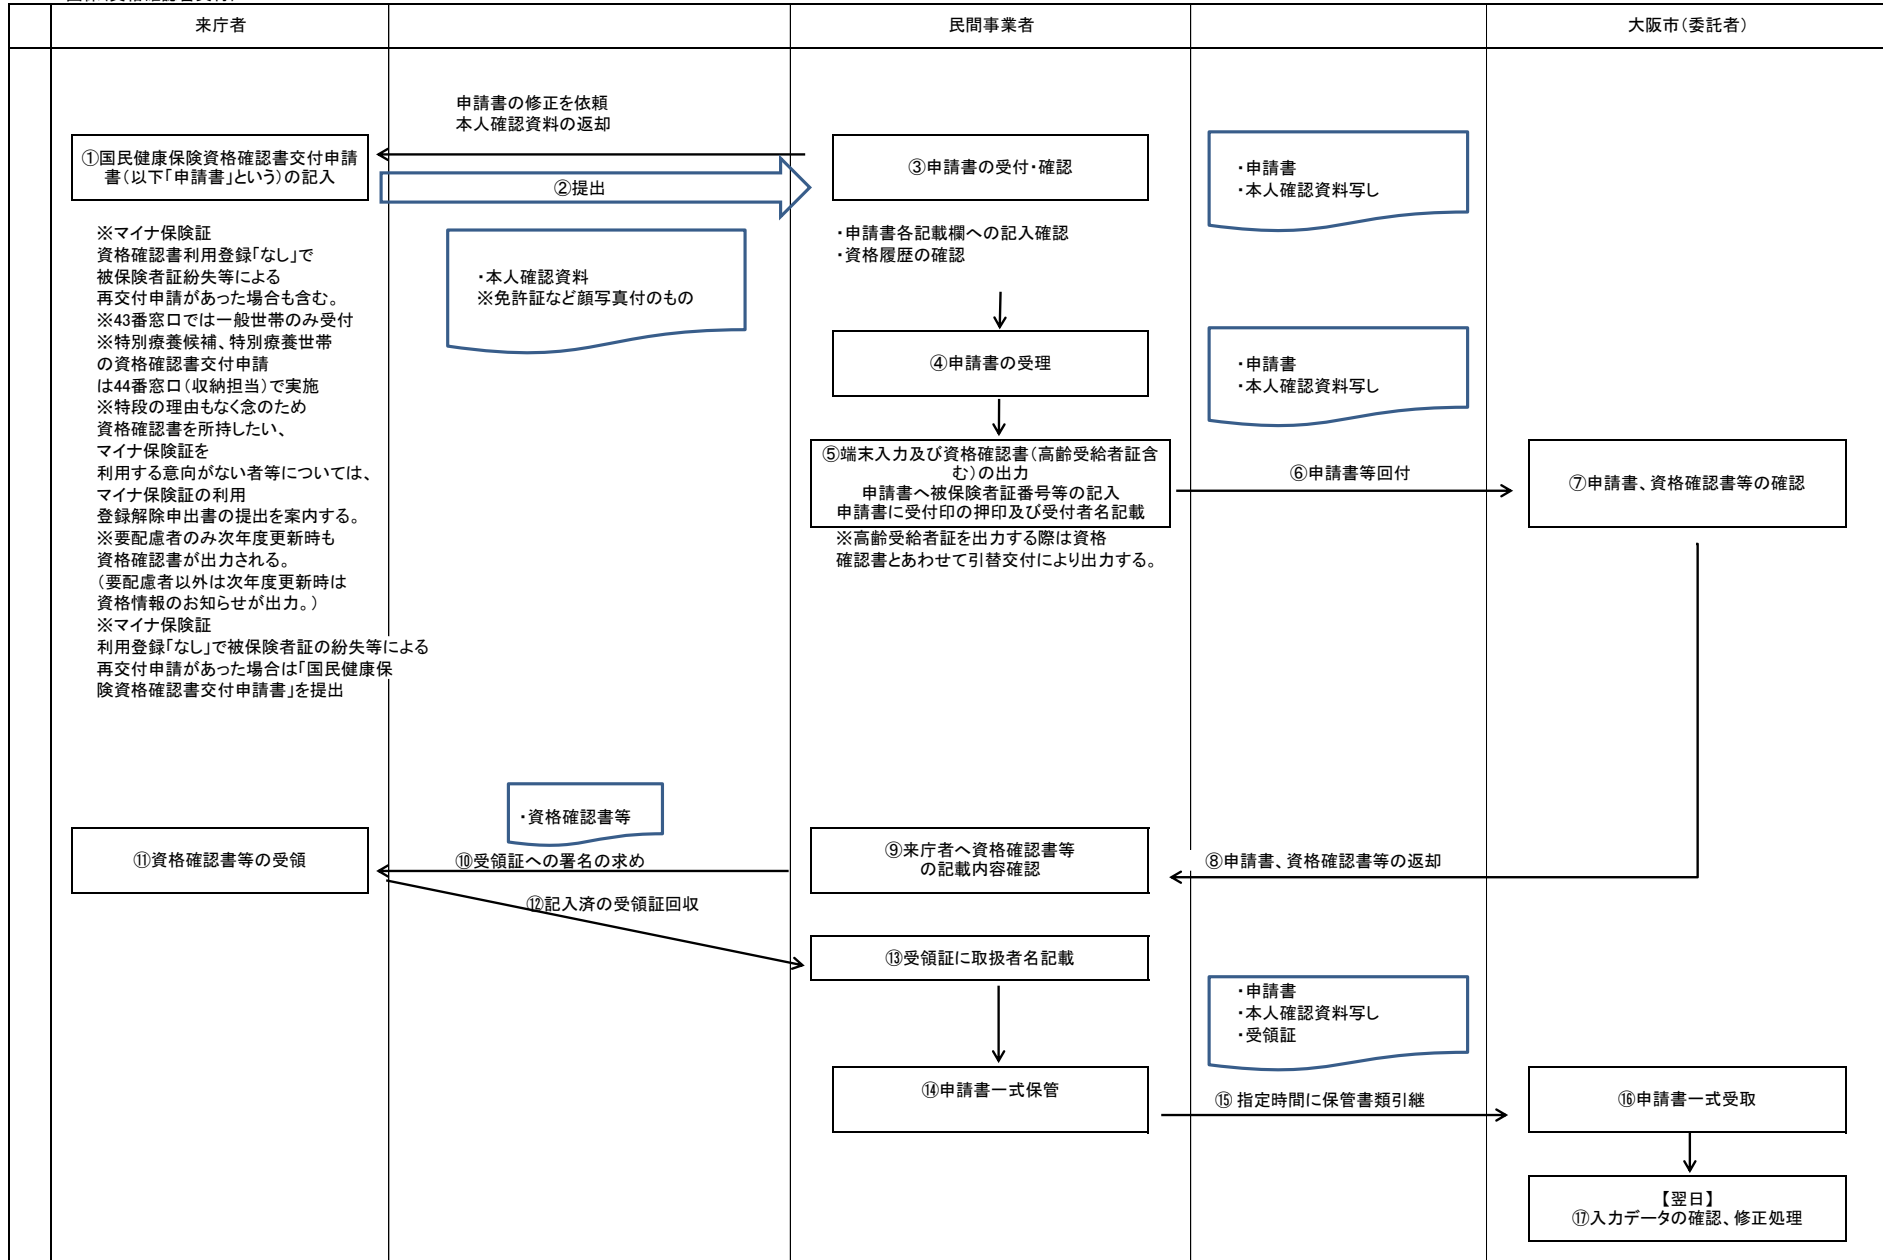 来庁者
民間事業者
大阪市(委託者)
申請書の修正を依頼
本人確認資料の返却
①国民健康保険資格確認書交付申請
書(以下「申請書」という)の記入
②提出
③申請書の受付・確認
・申請書
・本人確認資料写し
※マイナ保険証
資格確認書利用登録「なし」で
被保険者証紛失等による
再交付申請があった場合も含む。
※43番窓口では一般世帯のみ受付
※特別療養候補、特別療養世帯
の資格確認書交付申請
は44番窓口(収納担当)で実施
※特段の理由もなく念のため
資格確認書を所持したい、
マイナ保険証を
利用する意向がない者等については、
マイナ保険証の利用
登録解除申出書の提出を案内する。
※要配慮者のみ次年度更新時も
資格確認書が出力される。
(要配慮者以外は次年度更新時は
資格情報のお知らせが出力。)
※マイナ保険証
利用登録「なし」で被保険者証の紛失等による
再交付申請があった場合は「国民健康保
険資格確認書交付申請書」を提出
・本人確認資料
※免許証など顔写真付のもの
・申請書各記載欄への記入確認
・資格履歴の確認
④申請書の受理
・申請書
・本人確認資料写し
⑤端末入力及び資格確認書(高齢受給者証含
む)の出力
申請書へ被保険者証番号等の記入
申請書に受付印の押印及び受付者名記載
※高齢受給者証を出力する際は資格
確認書とあわせて引替交付により出力する。
⑥申請書等回付
⑦申請書、資格確認書等の確認
・資格確認書等
⑪資格確認書等の受領
⑩受領証への署名の求め
⑨来庁者へ資格確認書等
の記載内容確認
⑧申請書、資格確認書等の返却
⑫記入済の受領証回収
⑬受領証に取扱者名記載
・申請書
・本人確認資料写し
・受領証
⑭申請書一式保管
⑮ 指定時間に保管書類引継
⑯申請書一式受取
【翌日】
⑰入力データの確認、修正処理